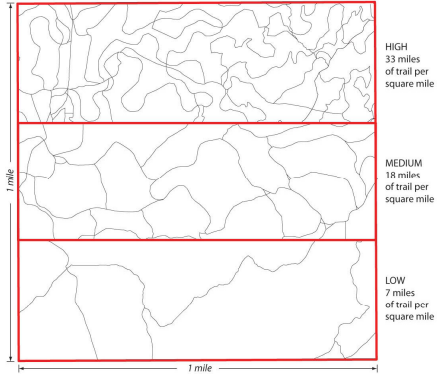 HIGH
33 miles
of trail per
square mile
MEDIUM
18 miles
of trail per
square mile
1 mile
LOW
7 miles
of trail per
square mile
1 mile